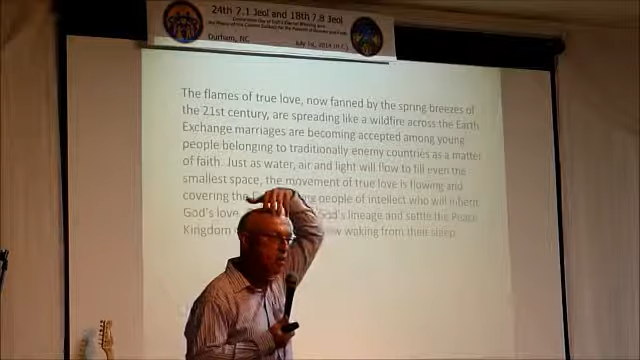 24th 7.1 Jeol and 18th 7.8 Jeol
Durham, NC
The flames of true love, now fanned by the spring breezes of
the 21st century, are spreading like a wildfire across the Earth.
Exchange marriages are becoming accepted among young
people belonging to traditionally enemy countries as a matter
of faith. Just as water, air and light will flow to fill even the
smallest space, the movement of true love is flowing and
covering the people of intellect who will inherit
God's love, God's lineage and settle the Peace
Kingdom waking from their sleep.